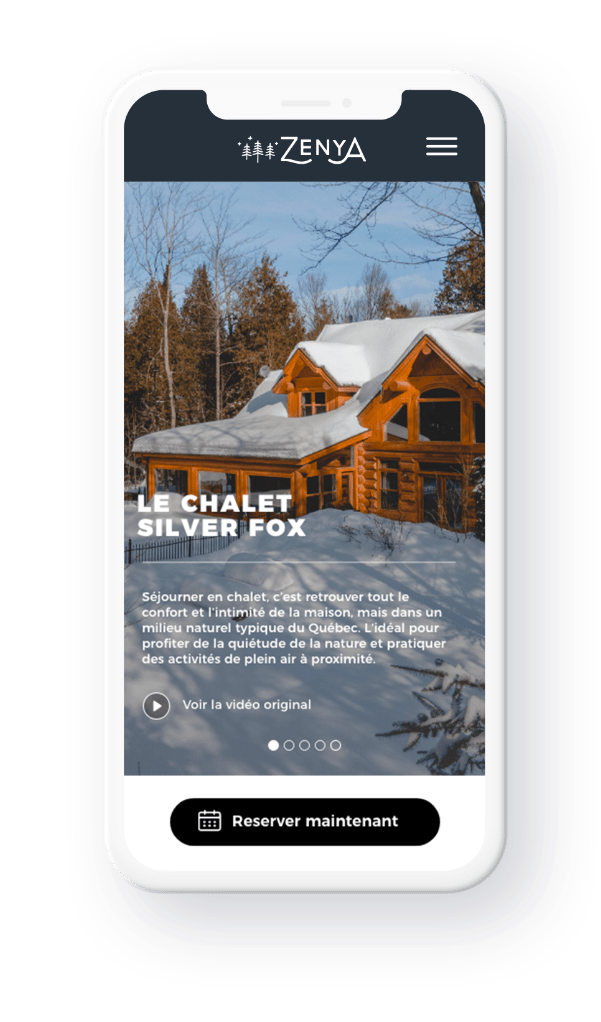 ZENYA
LE CHALET
SILVER FOX
Séjourner en chalet, c'est retrouver tout le
confort et l'intimité de la maison, mais dans un
milieu naturel typique du Québec. L'idéal pour
profiter de la quiétude de la nature et pratiquer
des activités de plein air à proximité.
Voir la vidéo original
Reserver maintenant